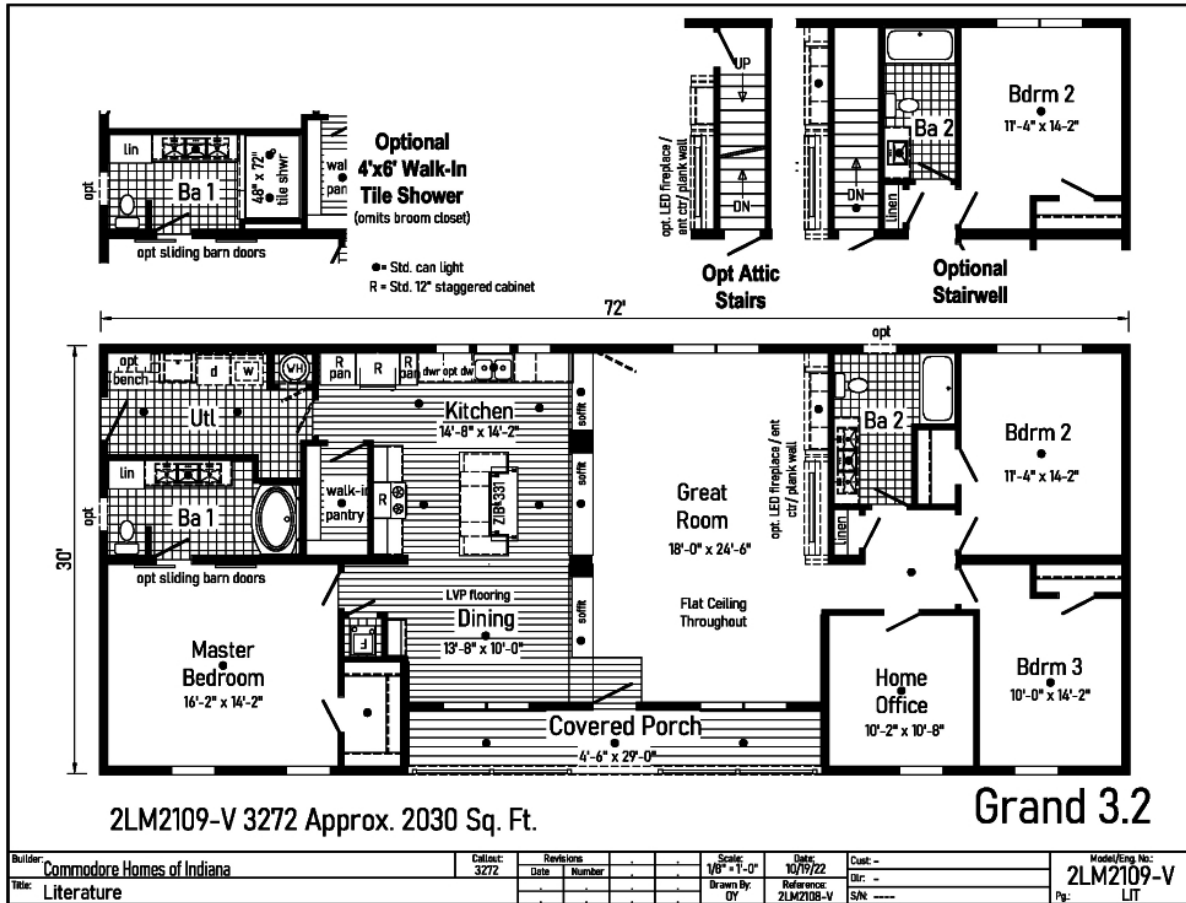 Optional
4'x6' Walk-In
Tile Shower
(omits broom closet)
lin
Ba 1
48" x 72"
tile shwr
opt
opt sliding barn doors
●= Std. can light
R = Std. 12" staggered cabinet
UP
DN
opt. LED fireplace /
ent ctr/ plank wall
Opt Attic
Stairs
DN
linen
Ba 2
Bdrm 2
11'-4" x 14'-2"
Optional
Stairwell
72'
30'
opt
bench
d
w
WH
Utl
R
pan
R
R
pan
dwr
opt dw
Kitchen
14'-8" x 14'-2"
soffit
soffit
soffit
lin
Ba 1
opt
opt sliding barn doors
walk-in
pantry
R
ZIB4331
LVP flooring
Dining
13'-8" x 10'-0"
F
Master
Bedroom
16'-2" x 14'-2"
Great
Room
18'-0" x 24'-6"
Flat Ceiling
Throughout
opt. LED fireplace / ent
ctr/ plank wall
opt
Ba 2
linen
Bdrm 2
11'-4" x 14'-2"
Bdrm 3
10'-0" x 14'-2"
Home
Office
10'-2" x 10'-8"
Covered Porch
4'-6" x 29'-0"
2LM2109-V 3272 Approx. 2030 Sq. Ft.
Grand 3.2
Builder: Commodore Homes of Indiana
Title: Literature
Callout:
3272
Revisions
Date Number
Scale:
1/8" = 1'-0"
Date:
10/19/22
Drawn By:
OY
Reference:
2LM2108-V
Cust: -
Dlr: -
S/N: ----
Model/Eng. No.:
2LM2109-V
Pg.: LIT